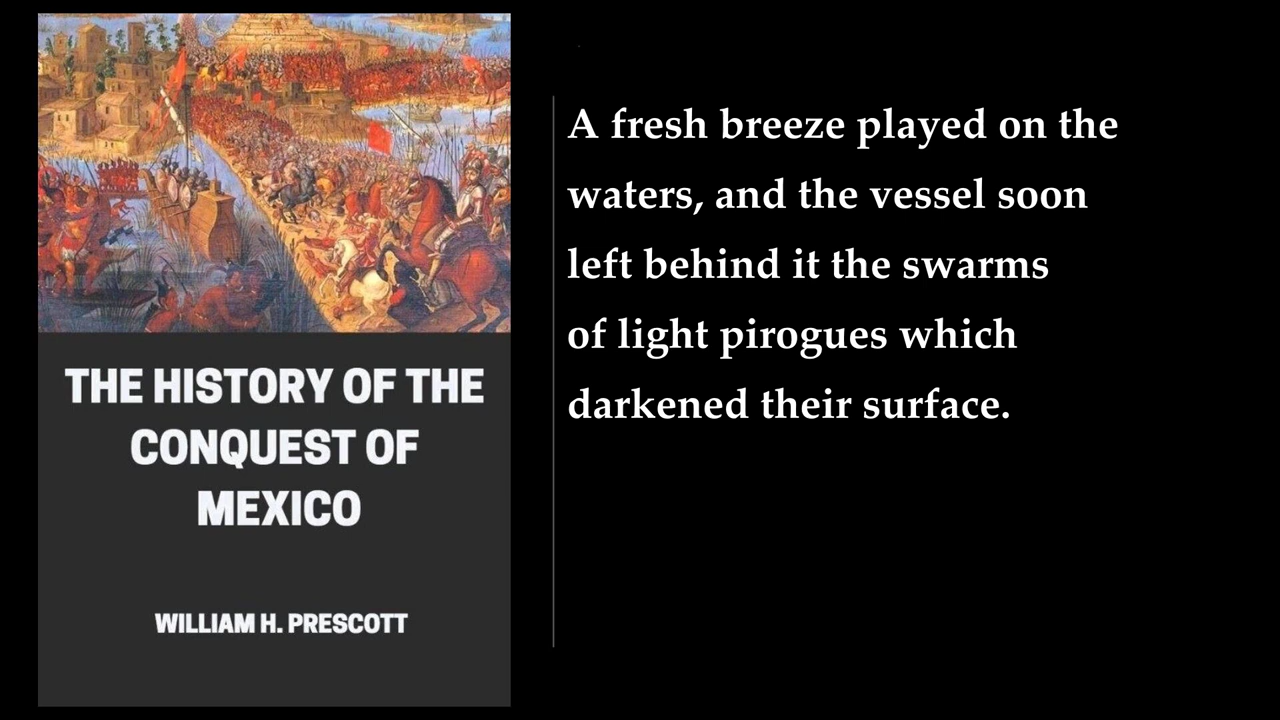 THE HISTORY OF THE
CONQUEST OF
MEXICO
WILLIAM H. PRESCOTT
A fresh breeze played on the
waters, and the vessel soon
left behind it the swarms
of light pirogues which
darkened their surface.